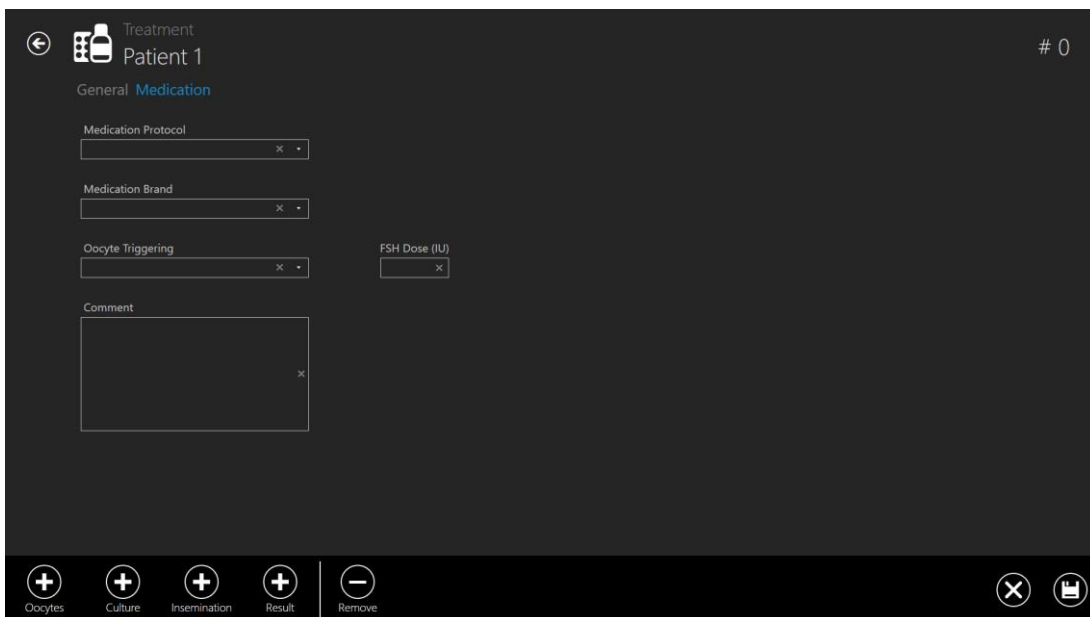 Treatment
Patient 1
# 0
General Medication
Medication Protocol
Medication Brand
Oocyte Triggering
FSH Dose (IU)
Comment
Oocytes
Culture
Insemination
Result
Remove